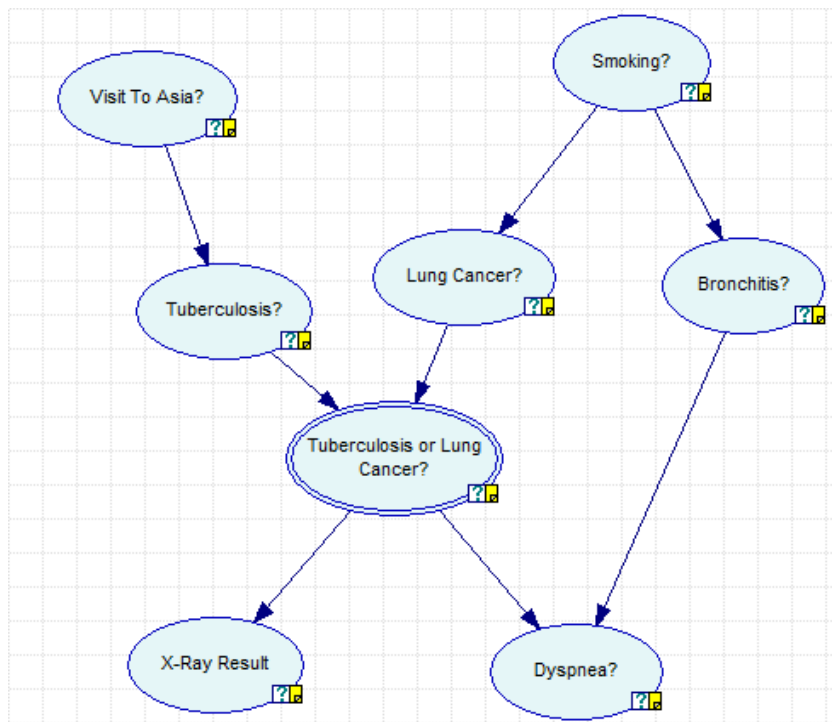 Smoking?
Visit To Asia?
Lung Cancer?
Bronchitis?
Tuberculosis?
Tuberculosis or Lung
Cancer?
X-Ray Result
Dyspnea?
?
?
?
?
?
?
?
?